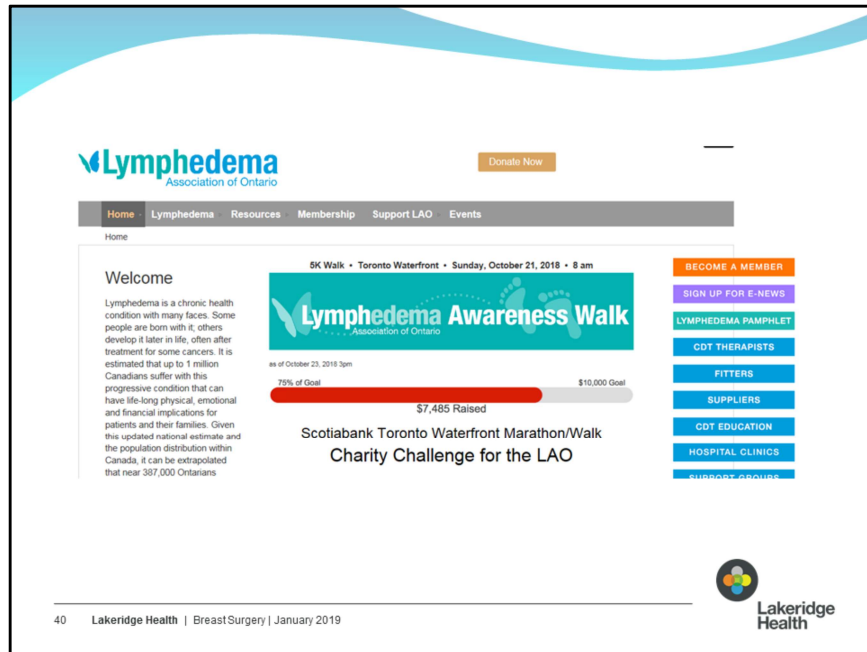 Lymphedema
Association of Ontario
Donate Now
Home Lymphedema Resources Membership Support LAO Events
Home
Welcome
Lymphedema is a chronic health
condition with many faces. Some
people are born with it; others
develop it later in life, often after
treatment for some cancers. It is
estimated that up to 1 million
Canadians suffer with this
progressive condition that can
have life-long physical, emotional
and financial implications for
patients and their families. Given
this updated national estimate and
the population distribution within
Canada, it can be extrapolated
that near 387,000 Ontarians
5K Walk • Toronto Waterfront • Sunday, October 21, 2018 • 8 am
Lymphedema Awareness Walk
Association of Ontario
as of October 23, 2018 3pm
75% of Goal $10,000 Goal
$7,485 Raised
Scotiabank Toronto Waterfront Marathon/Walk
Charity Challenge for the LAO
BECOME A MEMBER
SIGN UP FOR E-NEWS
LYMPHEDEMA PAMPHLET
CDT THERAPISTS
FITTERS
SUPPLIERS
CDT EDUCATION
HOSPITAL CLINICS
SUPPORT GROUPS
40 Lakeridge Health | Breast Surgery | January 2019
Lakeridge
Health